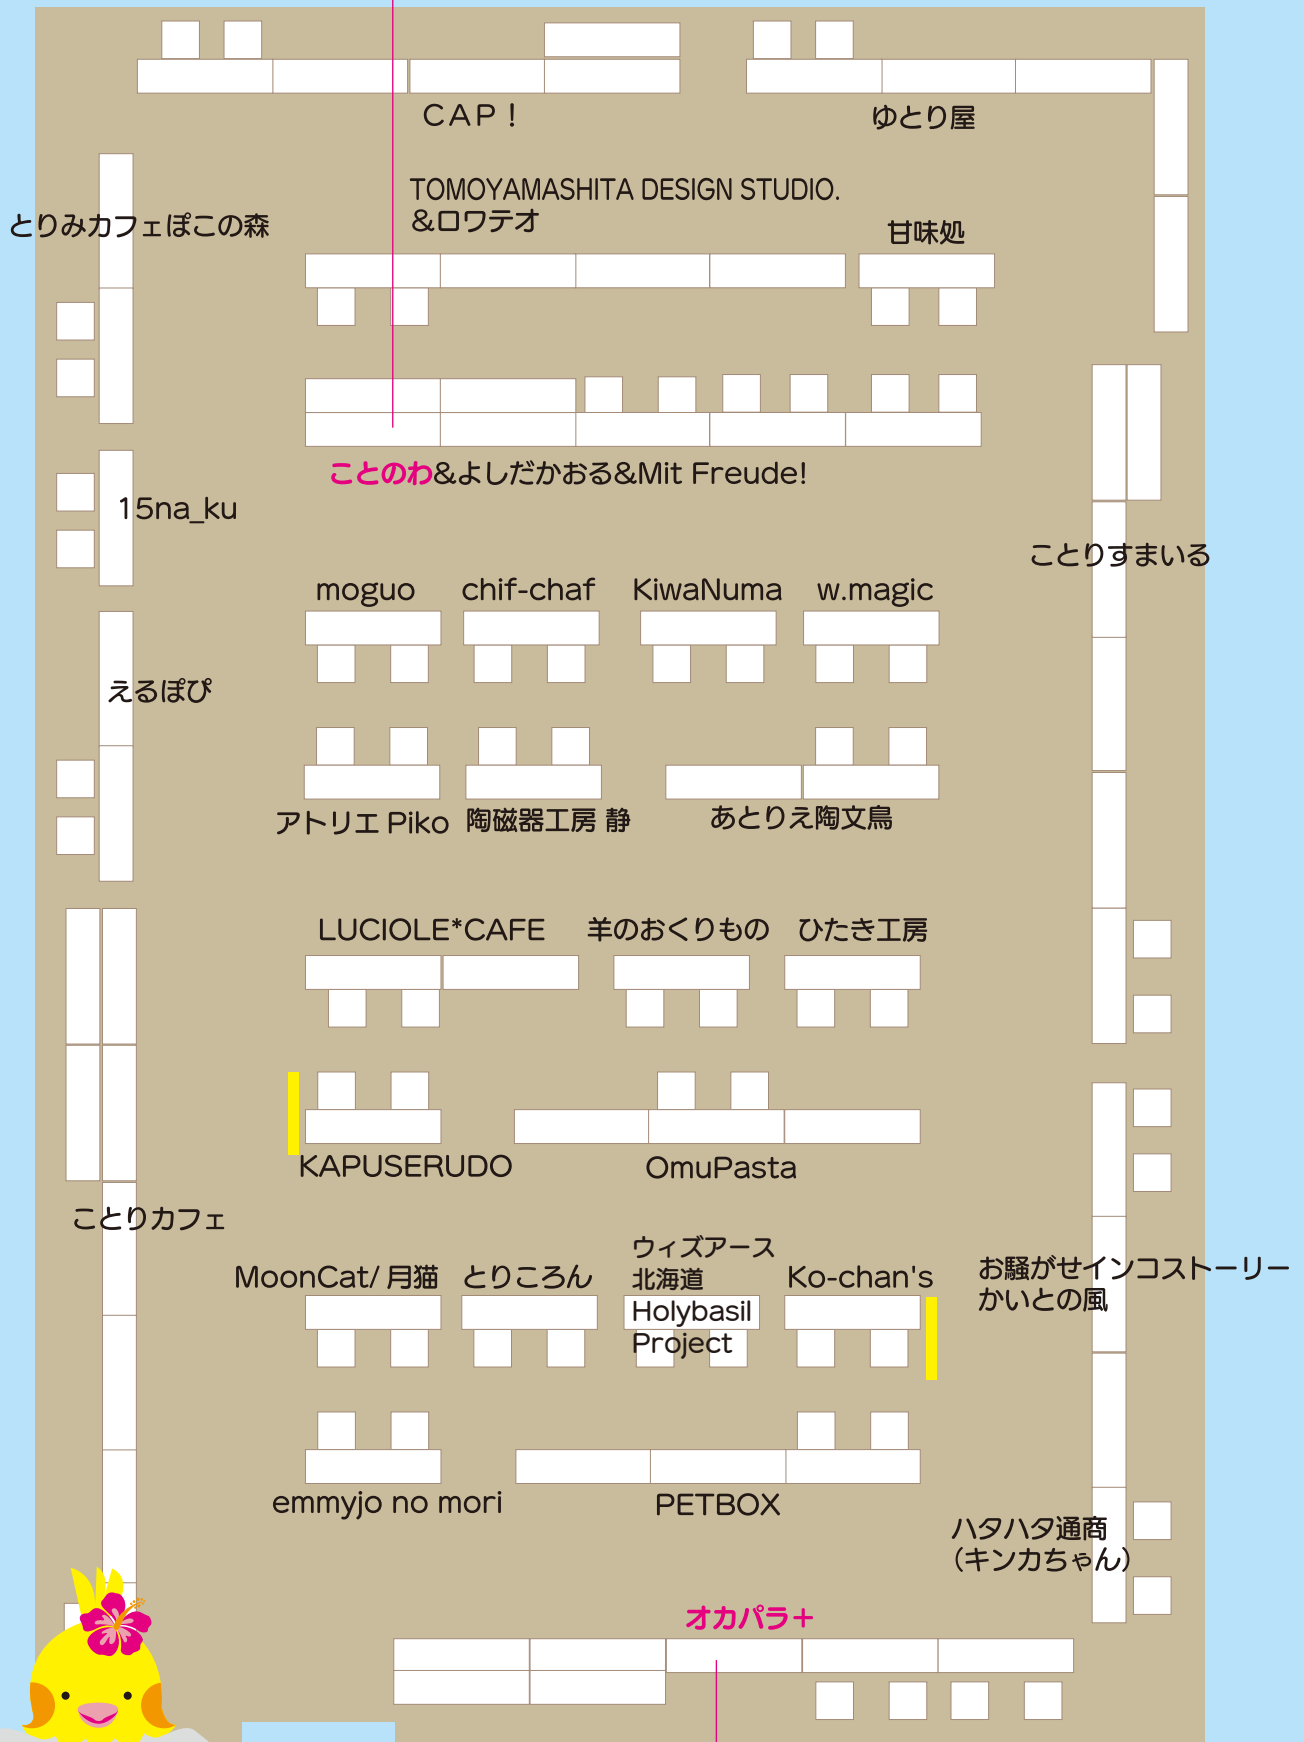 CAP！
ゆとり屋
TOMOYAMASHITA DESIGN STUDIO.
&ロワテオ
とりみカフェぽこの森
甘味処
ことのわ&よしだかおる&Mit Freude!
15na_ku
ことりすまいる
moguo
chif-chaf
KiwaNuma
w.magic
えるぽぴ
アトリエ Piko
陶磁器工房 静
あとりえ陶文鳥
LUCIOLE*CAFE
羊のおくりもの
ひたき工房
KAPUSERUDO
OmuPasta
ことりカフェ
MoonCat/ 月猫
とりころん
ウィズアース
北海道
Holybasil
Project
Ko-chan's
お騒がせインコストーリー
かいとの風
emmyjo no mori
PETBOX
ハタハタ通商
（キンカちゃん）
オカパラ＋